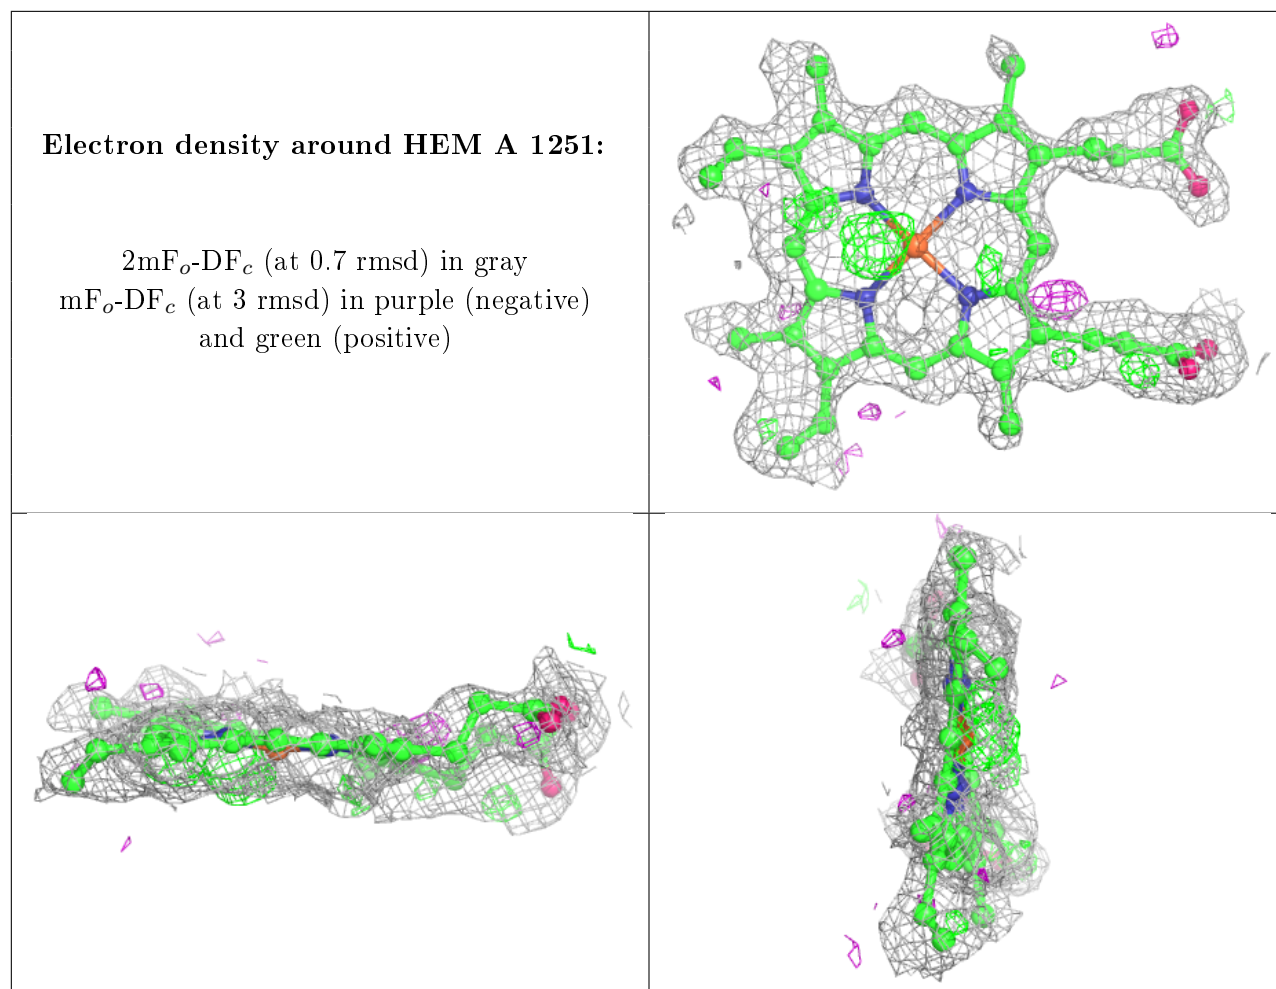 Electron density around HEM A 1251:
2mFₒ-DF𝒸 (at 0.7 rmsd) in gray
mFₒ-DF𝒸 (at 3 rmsd) in purple (negative)
and green (positive)